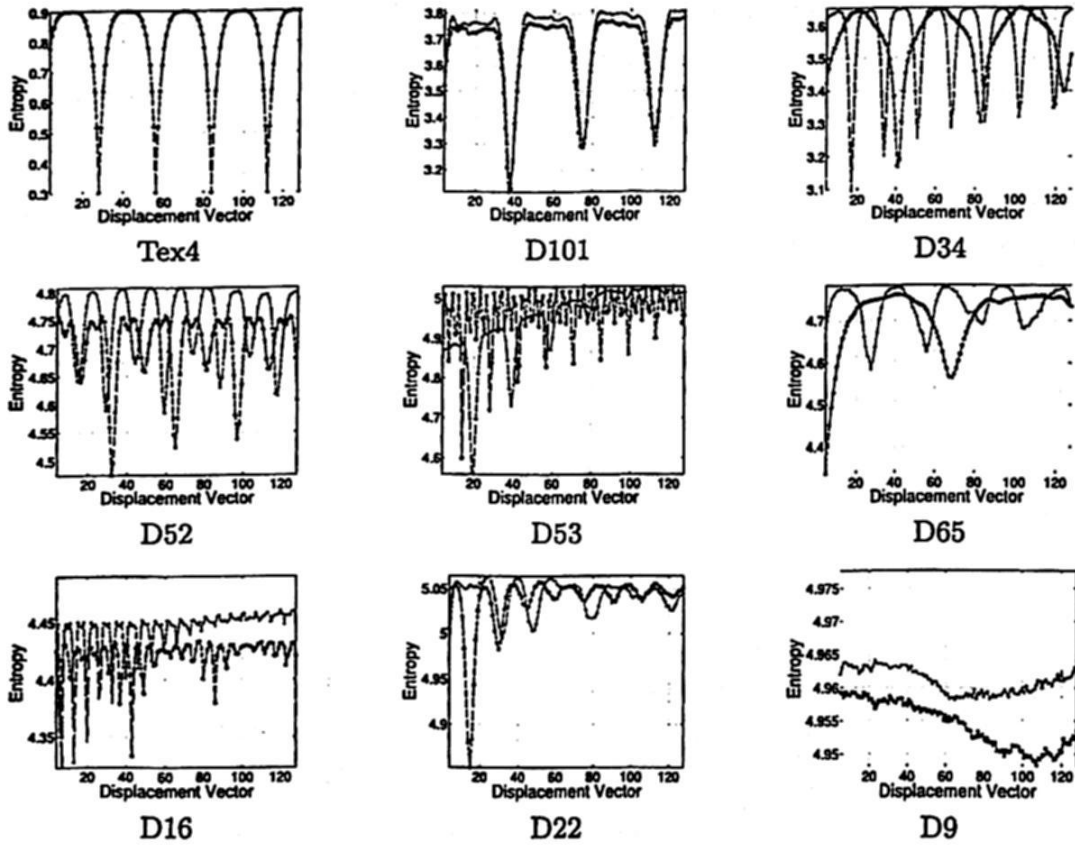 0.9
0.8
0.7
0.6
0.5
0.4
0.3
Entropy
20 40 60 80 100 120
Displacement Vector
Tex4
3.8
3.7
3.6
3.5
3.4
3.3
3.2
Entropy
20 40 60 80 100 120
Displacement Vector
D101
3.6
3.5
3.4
3.3
3.2
3.1
Entropy
20 40 60 80 100 120
Displacement Vector
D34
4.8
4.75
4.7
4.65
4.6
4.55
4.5
Entropy
20 40 60 80 100 120
Displacement Vector
D52
5
4.9
4.8
4.7
4.6
Entropy
20 40 60 80 100 120
Displacement Vector
D53
4.7
4.6
4.5
4.4
Entropy
20 40 60 80 100 120
Displacement Vector
D65
4.45
4.4
4.35
Entropy
20 40 60 80 100 120
Displacement Vector
D16
5.05
5
4.95
4.9
Entropy
20 40 60 80 100 120
Displacement Vector
D22
4.975
4.97
4.965
4.96
4.955
4.95
Entropy
20 40 60 80 100 120
Displacement Vector
D9